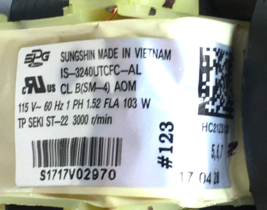 SPG
SUNGSHIN MADE IN VIETNAM
IS-3240UTCFC-AL
CL B(SM-4) AOM
115 V~ 60 Hz 1 PH 1.52 FLA 103 W
TP SEKI ST-22 3000 r/min
S1717V02970
#123
17 04 28